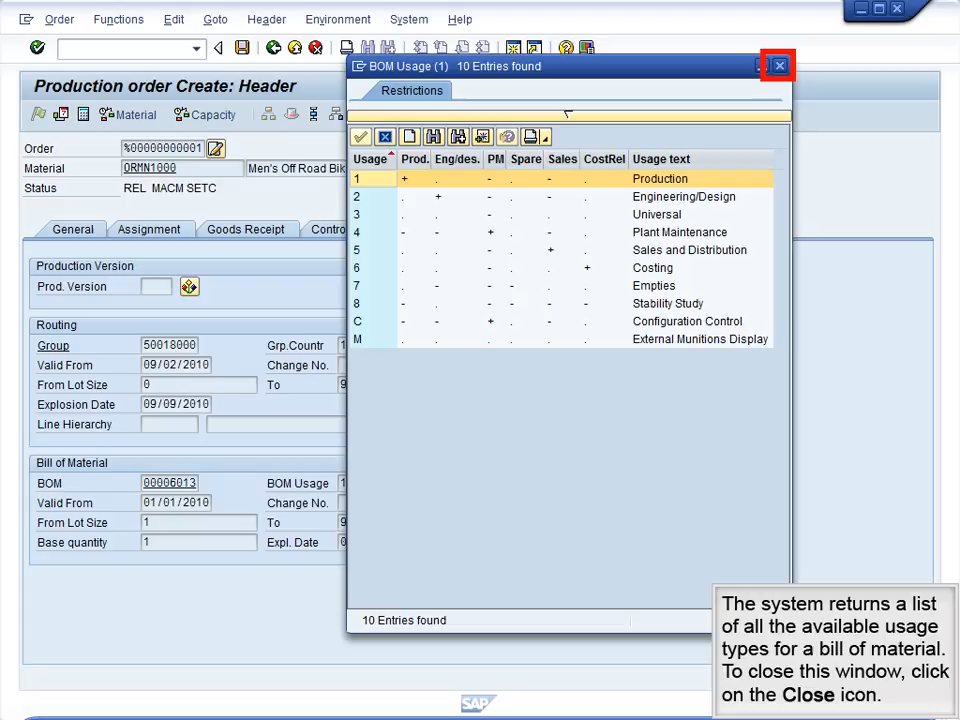 Order Functions Edit Goto Header Environment System Help
Production order Create: Header
Material Capacity
Order %00000000001
Material ORMN1000 Men's Off Road Bik
Status REL MACM SETC
General Assignment Goods Receipt Contro
Production Version
Prod. Version
Routing
Group 50018000 Grp.Countr 1
Valid From 09/02/2010 Change No.
From Lot Size 0 To 9
Explosion Date 09/09/2010
Line Hierarchy
Bill of Material
BOM 00006013 BOM Usage 1
Valid From 01/01/2010 Change No.
From Lot Size 1 To 9
Base quantity 1 Expl. Date 0
BOM Usage (1) 10 Entries found
Restrictions
Usage Prod. Eng/des. PM Spare Sales CostRel Usage text
1 + . - . - . Production
2 . + - . - . Engineering/Design
3 . . - . - . Universal
4 - - + . - . Plant Maintenance
5 . . - . + . Sales and Distribution
6 . . - . . + Costing
7 . - - - . . Empties
8 - - - - - - Stability Study
C - - + . - . Configuration Control
M . . . . . . External Munitions Display
10 Entries found
The system returns a list
of all the available usage
types for a bill of material.
To close this window, click
on the Close icon.
SAP